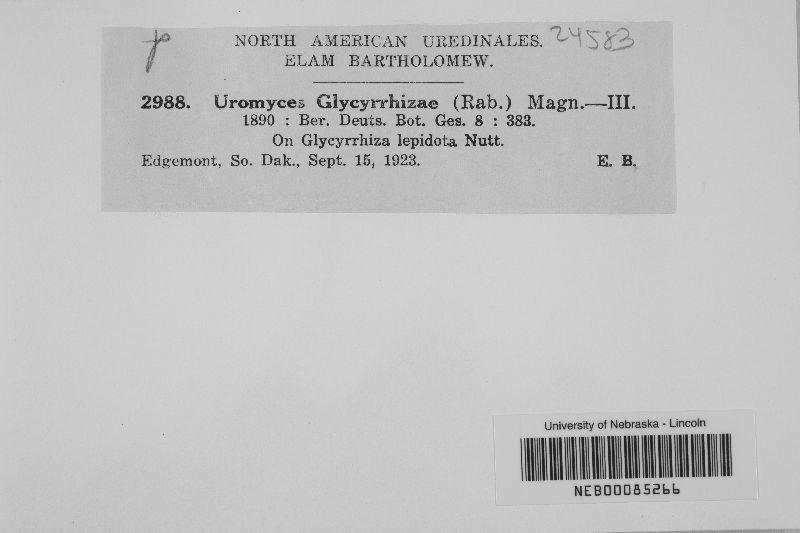 NORTH AMERICAN UREDINALES. 24583
ELAM BARTHOLOMEW.
2988. Uromyces Glycyrrhizae (Rab.) Magn.—III.
1890 : Ber. Deuts. Bot. Ges. 8 : 383.
On Glycyrrhiza lepidota Nutt.
Edgemont, So. Dak., Sept. 15, 1923. E. B.
University of Nebraska - Lincoln
NEB00085266